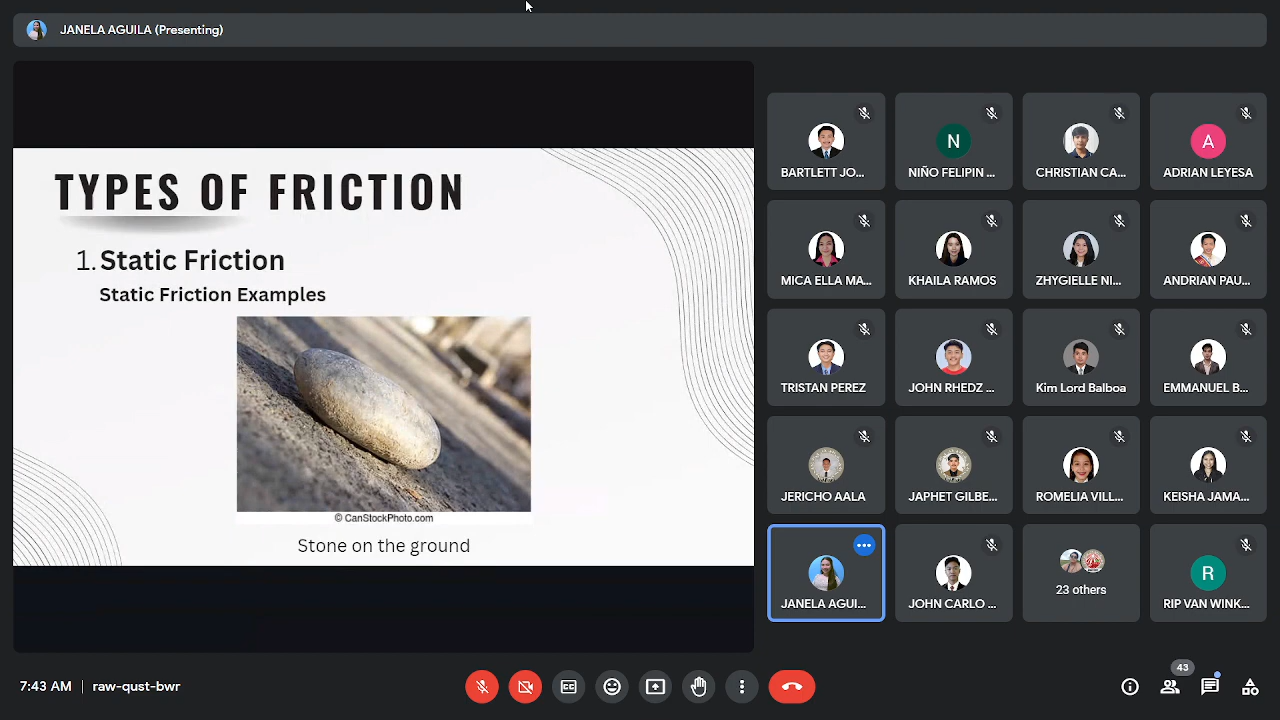 JANELA AGUILA (Presenting)
TYPES OF FRICTION
1. Static Friction
Static Friction Examples
© CanStockPhoto.com
Stone on the ground
BARTLETT JO...
N
NIÑO FELIPIN ...
CHRISTIAN CA...
A
ADRIAN LEYESA
MICA ELLA MA...
KHAILA RAMOS
ZHYGIELLE NI...
ANDRIAN PAU...
TRISTAN PEREZ
JOHN RHEDZ ...
Kim Lord Balboa
EMMANUEL B...
JERICHO AALA
JAPHET GILBE...
ROMELIA VILL...
KEISHA JAMA...
JANELA AGUI...
JOHN CARLO ...
23 others
R
RIP VAN WINK...
7:43 AM | raw-qust-bwr
43